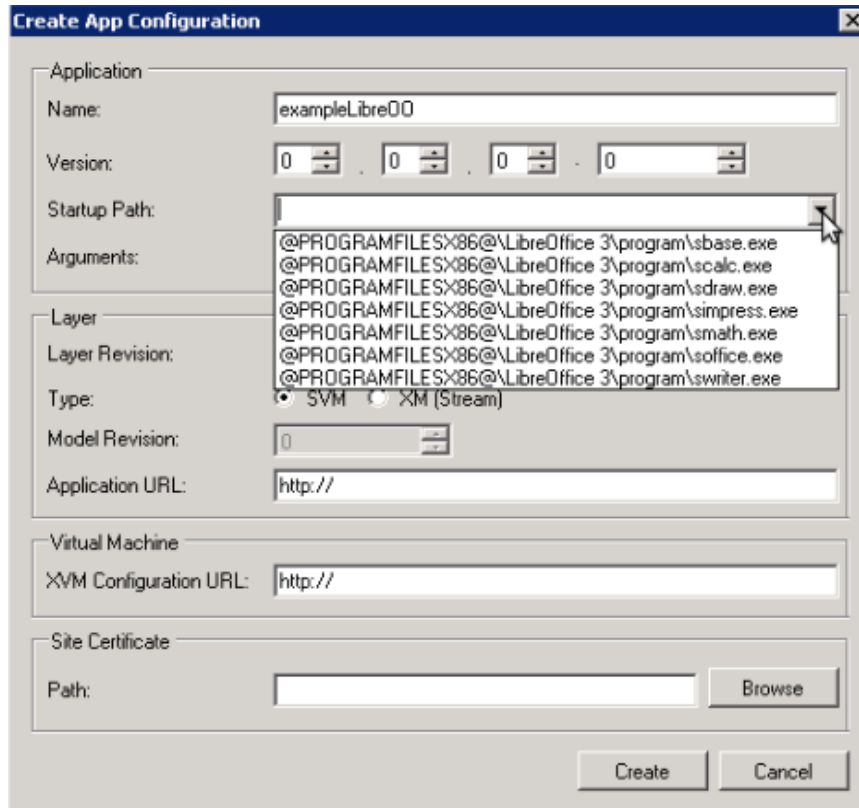 Create App Configuration
Application
Name: exampleLibreOO
Version: 0 . 0 . 0 - 0
Startup Path:
@PROGRAMFILESX86@\LibreOffice 3\program\sbase.exe
@PROGRAMFILESX86@\LibreOffice 3\program\scalc.exe
Arguments:
@PROGRAMFILESX86@\LibreOffice 3\program\sdraw.exe
@PROGRAMFILESX86@\LibreOffice 3\program\simpress.exe
Layer
@PROGRAMFILESX86@\LibreOffice 3\program\smath.exe
Layer Revision:
@PROGRAMFILESX86@\LibreOffice 3\program\soffice.exe
@PROGRAMFILESX86@\LibreOffice 3\program\swriter.exe
Type: SVM XM (Stream)
Model Revision: 0
Application URL: http://
Virtual Machine
XVM Configuration URL: http://
Site Certificate
Path: Browse
Create Cancel